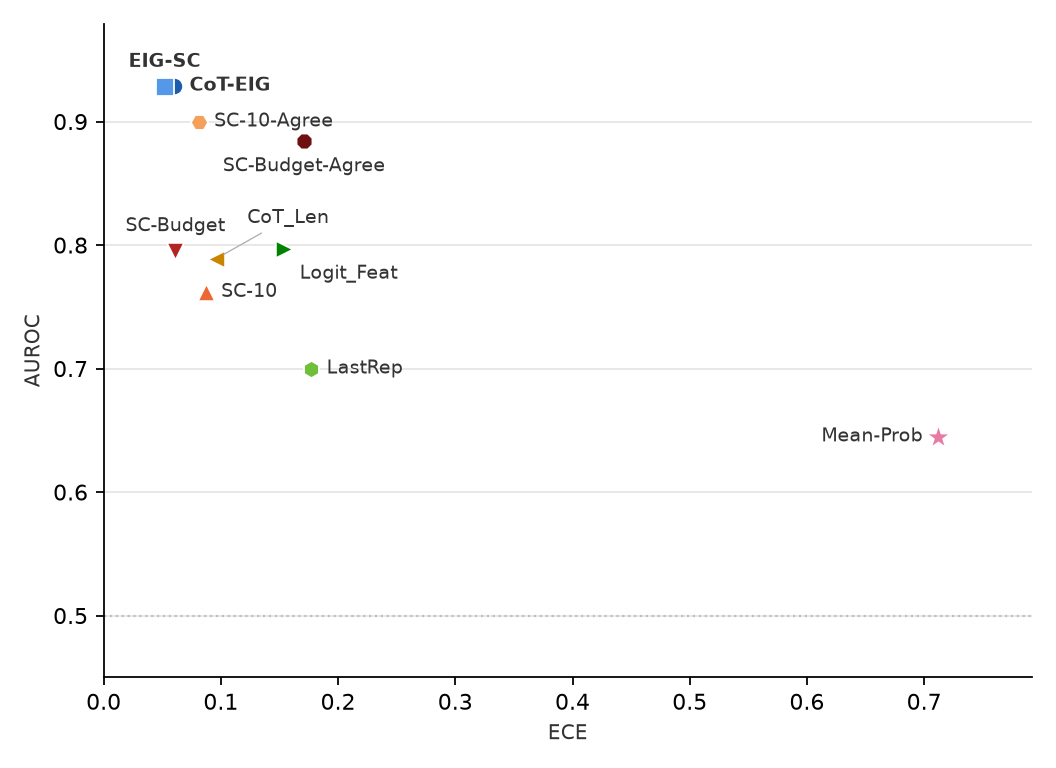 EIG-SC
CoT-EIG
SC-10-Agree
SC-Budget-Agree
SC-Budget
CoT_Len
Logit_Feat
SC-10
LastRep
Mean-Prob
AUROC
0.9
0.8
0.7
0.6
0.5
0.0 0.1 0.2 0.3 0.4 0.5 0.6 0.7
ECE